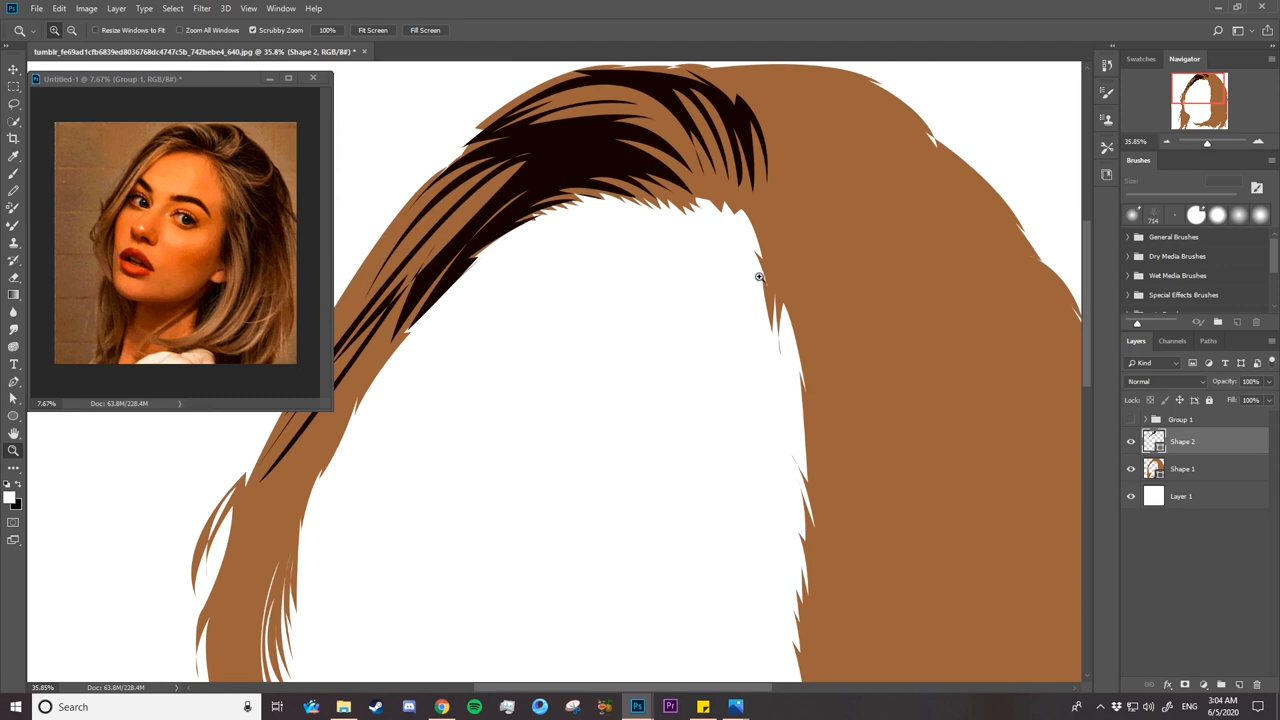 Ps File Edit Image Layer Type Select Filter 3D View Window Help
Resize Windows to Fit Zoom All Windows Scrubby Zoom 100% Fit Screen Fill Screen
tumblr_fe69ad1cfb6839ed8036768dc4747c5b_742bebe4_640.jpg @ 35.8% (Shape 2, RGB/8#) *
Untitled-1 @ 7.67% (Group 1, RGB/8#) *
7.67% Doc: 63.8M/228.4M
Swatches Navigator
35.85%
Brushes
Size:
714
General Brushes
Dry Media Brushes
Wet Media Brushes
Special Effects Brushes
Layers Channels Paths
Kind
Normal Opacity: 100%
Lock: Fill: 100%
Group 1
Shape 2
Shape 1
Layer 1
35.85% Doc: 63.8M/228.4M
Search
Ps Pr
ENG
3:04 AM
6/5/2020